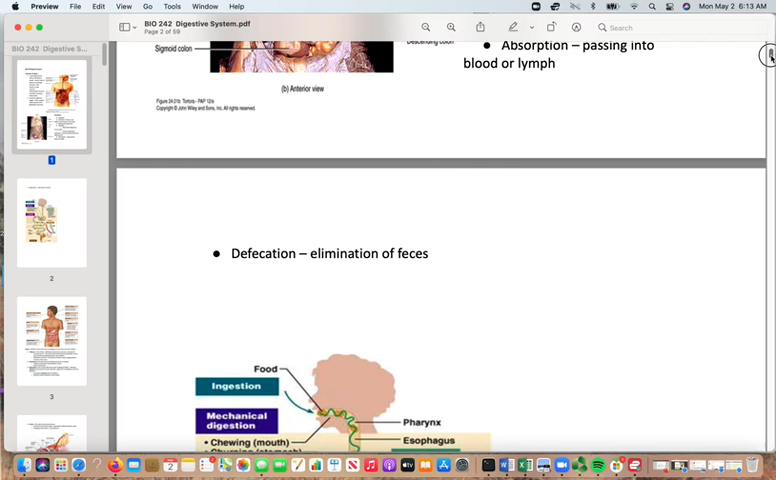 Preview File Edit View Go Tools Window Help
Mon May 2 6:13 AM
BIO 242 Digestive System.pdf
Page 2 of 59
Search
BIO 242 Digestive S...
1
2
3
Sigmoid colon
Descending colon
(b) Anterior view
Figure 24.01b Tortora - PAP 12/e
Copyright © John Wiley and Sons, Inc. All rights reserved.
● Absorption – passing into
blood or lymph
● Defecation – elimination of feces
Food
Ingestion
Mechanical
digestion
• Chewing (mouth)
• Churning (stomach)
Pharynx
Esophagus